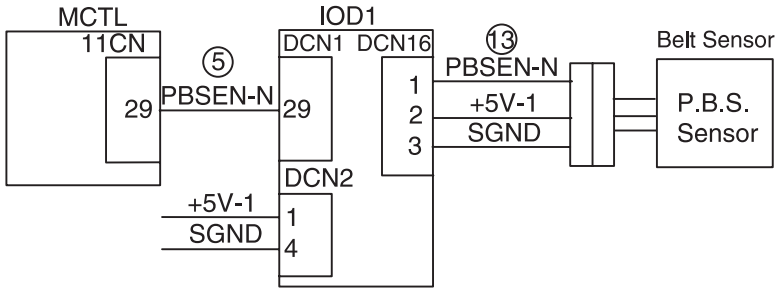 MCTL
IOD1
11CN
DCN1
DCN16
Belt Sensor
5
13
PBSEN-N
PBSEN-N
29
29
1
+5V-1
2
SGND
3
P.B.S.
Sensor
DCN2
+5V-1
1
SGND
4